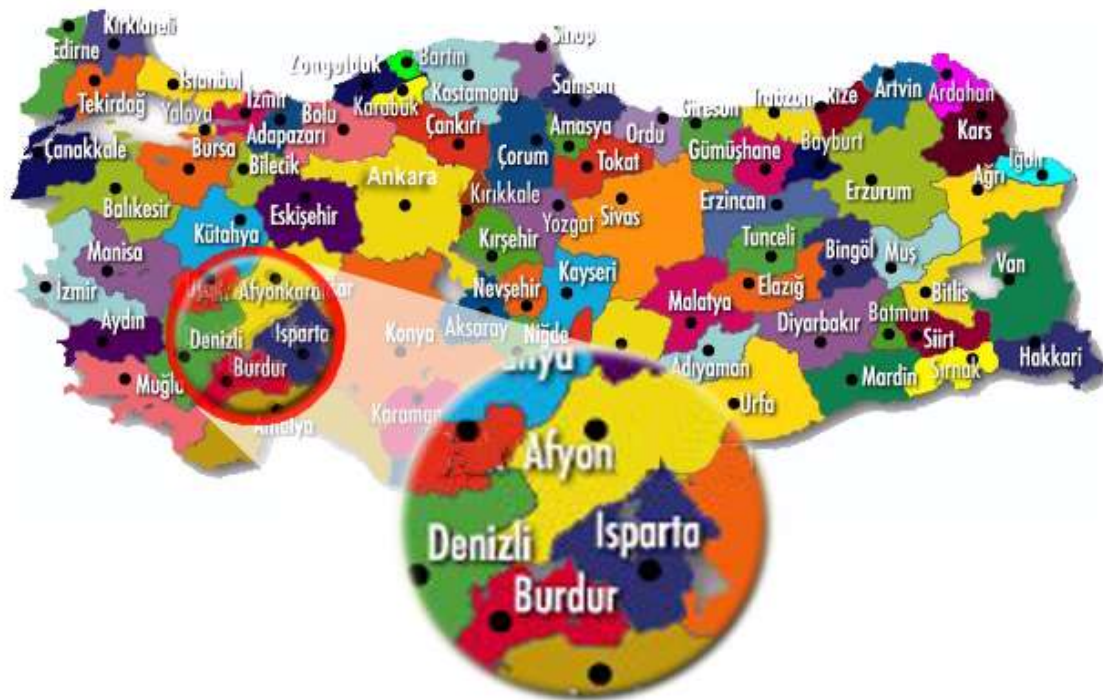 Kırklareli
Edirne
Tekirdağ
İstanbul
Yalova
İzmir
Adapazarı
Bolu
Zonguldak
Bartın
Karabük
Kastamonu
Sinop
Samsun
Çankırı
Çorum
Amasya
Tokat
Ordu
Giresun
Trabzon
Rize
Artvin
Ardahan
Kars
Gümüşhane
Bayburt
Iğdır
Ağrı
Çanakkale
Bursa
Bilecik
Balıkesir
Eskişehir
Ankara
Kırıkkale
Yozgat
Sivas
Erzincan
Erzurum
Kütahya
Manisa
Kırşehir
Kayseri
Tunceli
Bingöl
Muş
Van
İzmir
Afyonkarahisar
Nevşehir
Malatya
Elazığ
Bitlis
Aydın
Denizli
Isparta
Konya
Aksaray
Niğde
Diyarbakır
Batman
Siirt
Hakkari
Adıyaman
Burdur
Muğla
Karaman
Antalya
Urfa
Mardin
Şırnak
Afyon
Denizli
Isparta
Burdur